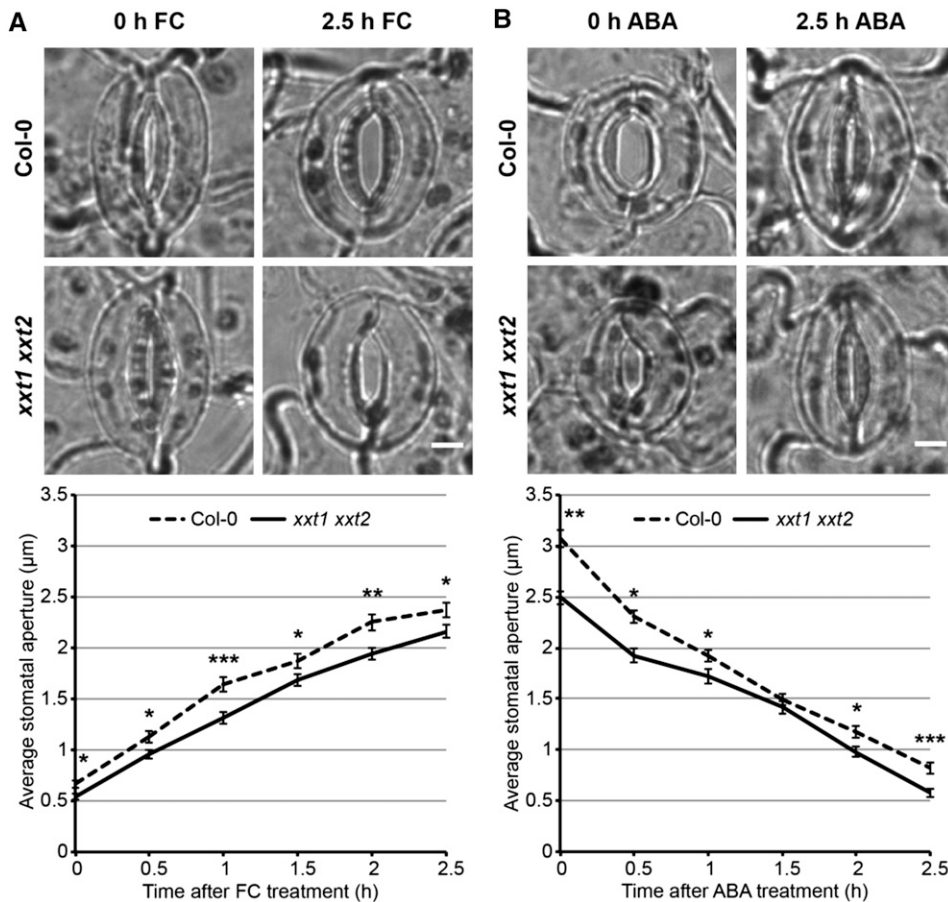 A
0 h FC
2.5 h FC
B
0 h ABA
2.5 h ABA
Col-0
xxt1 xxt2
Col-0
xxt1 xxt2
3.5
3
2.5
2
1.5
1
0.5
0
Average stomatal aperture (µm)
Col-0
xxt1 xxt2
*
*
***
*
**
*
0
0.5
1
1.5
2
2.5
Time after FC treatment (h)
3.5
3
2.5
2
1.5
1
0.5
0
Average stomatal aperture (µm)
Col-0
xxt1 xxt2
**
*
*
*
***
0
0.5
1
1.5
2
2.5
Time after ABA treatment (h)